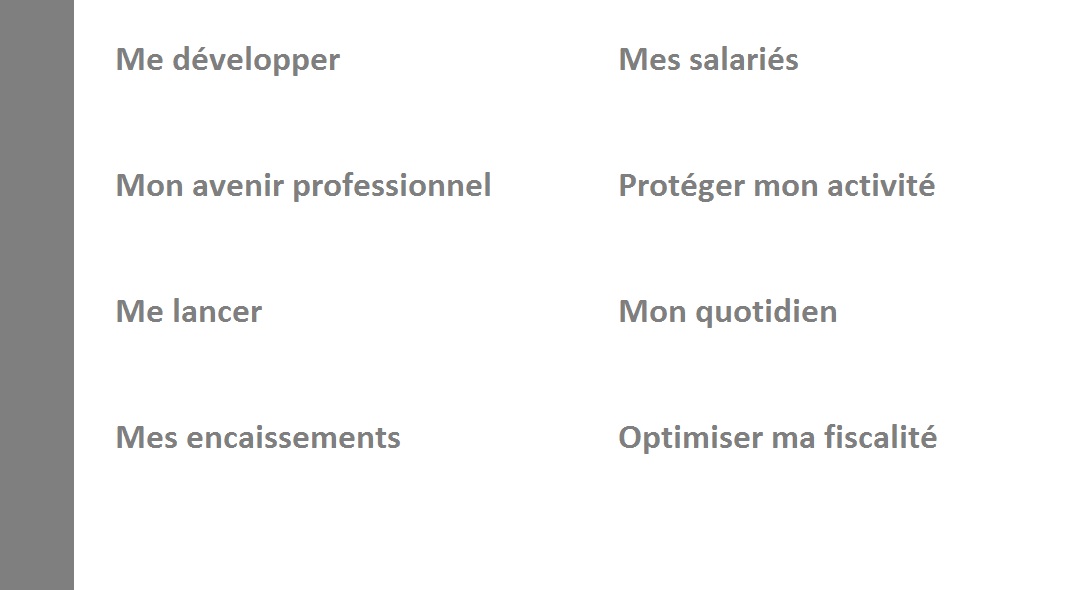 Me développer
Mes salariés
Mon avenir professionnel
Protéger mon activité
Me lancer
Mon quotidien
Mes encaissements
Optimiser ma fiscalité